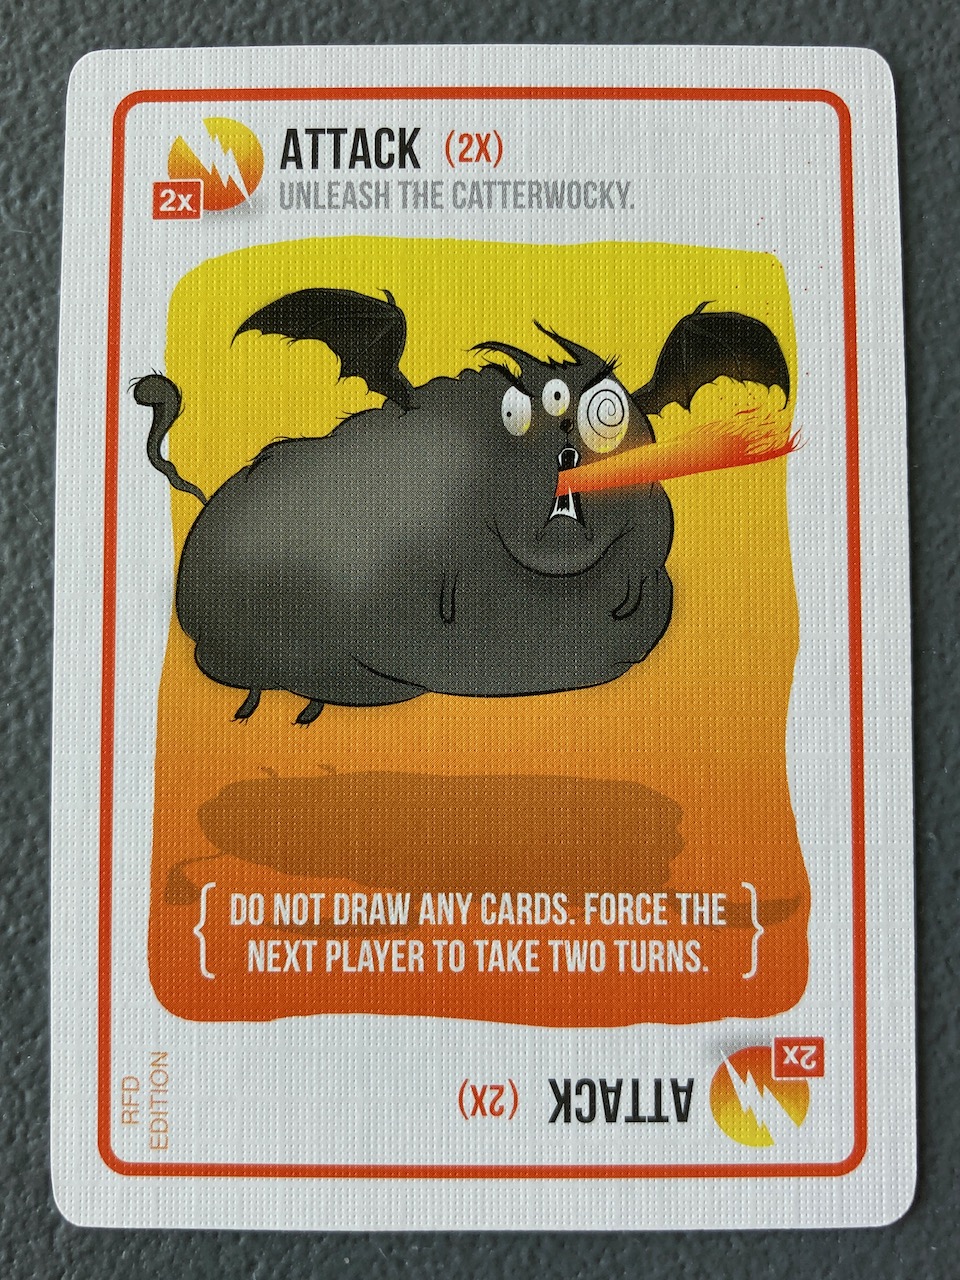 ATTACK (2X)
2x
UNLEASH THE CATTERWOCKY.
{ DO NOT DRAW ANY CARDS. FORCE THE
NEXT PLAYER TO TAKE TWO TURNS. }
RFD
EDITION
ATTACK (2X)
2x